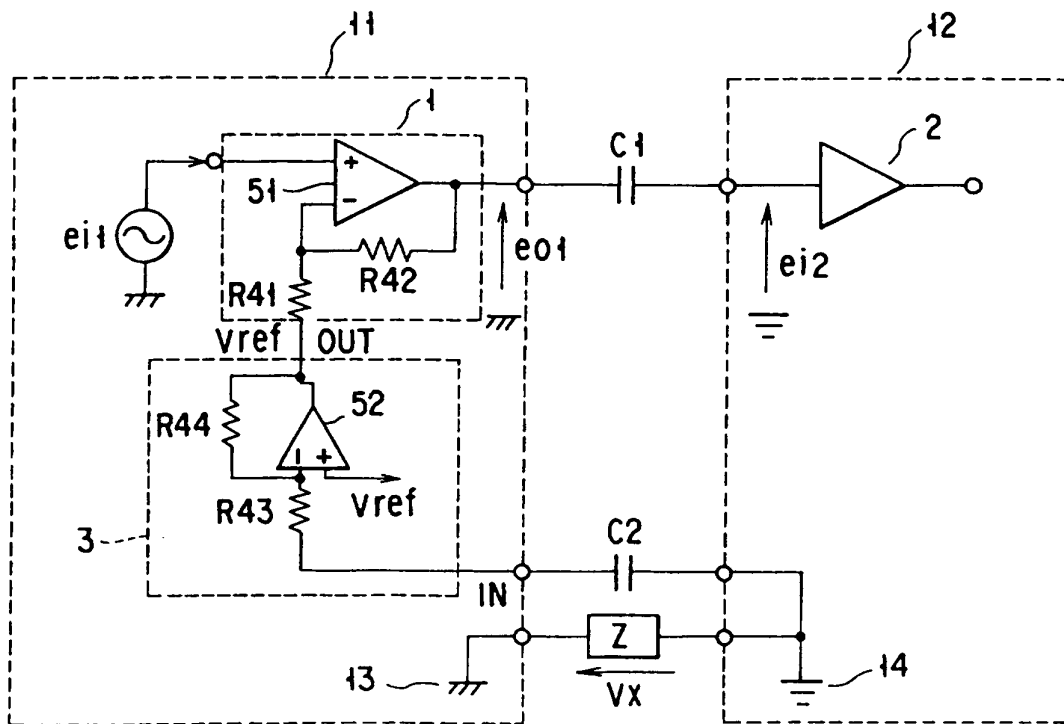 11
12
1
2
C1
+
51
−
ei1
R42
eo1
ei2
R41
Vref OUT
R44
52
− +
Vref
R43
3
C2
IN
Z
13
Vx
14